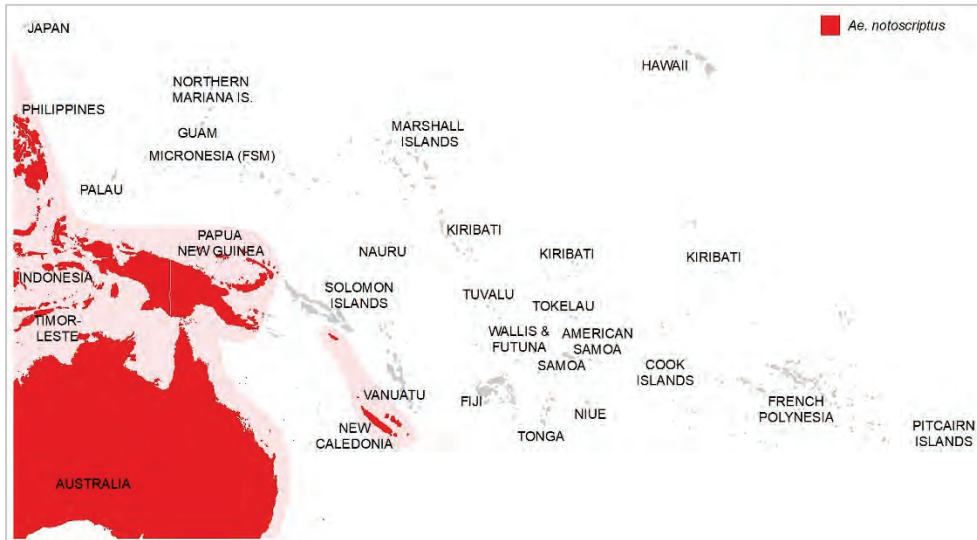 JAPAN
Ae. notoscriptus
HAWAII
NORTHERN
MARIANA IS.
PHILIPPINES
GUAM
MARSHALL
ISLANDS
MICRONESIA (FSM)
PALAU
KIRIBATI
PAPUA
NEW GUINEA
NAURU
KIRIBATI
KIRIBATI
INDONESIA
SOLOMON
ISLANDS
TUVALU
TOKELAU
TIMOR-
LESTE
WALLIS &
FUTUNA
AMERICAN
SAMOA
SAMOA
COOK
ISLANDS
VANUATU
FIJI
NIUE
FRENCH
POLYNESIA
NEW
CALEDONIA
TONGA
PITCAIRN
ISLANDS
AUSTRALIA